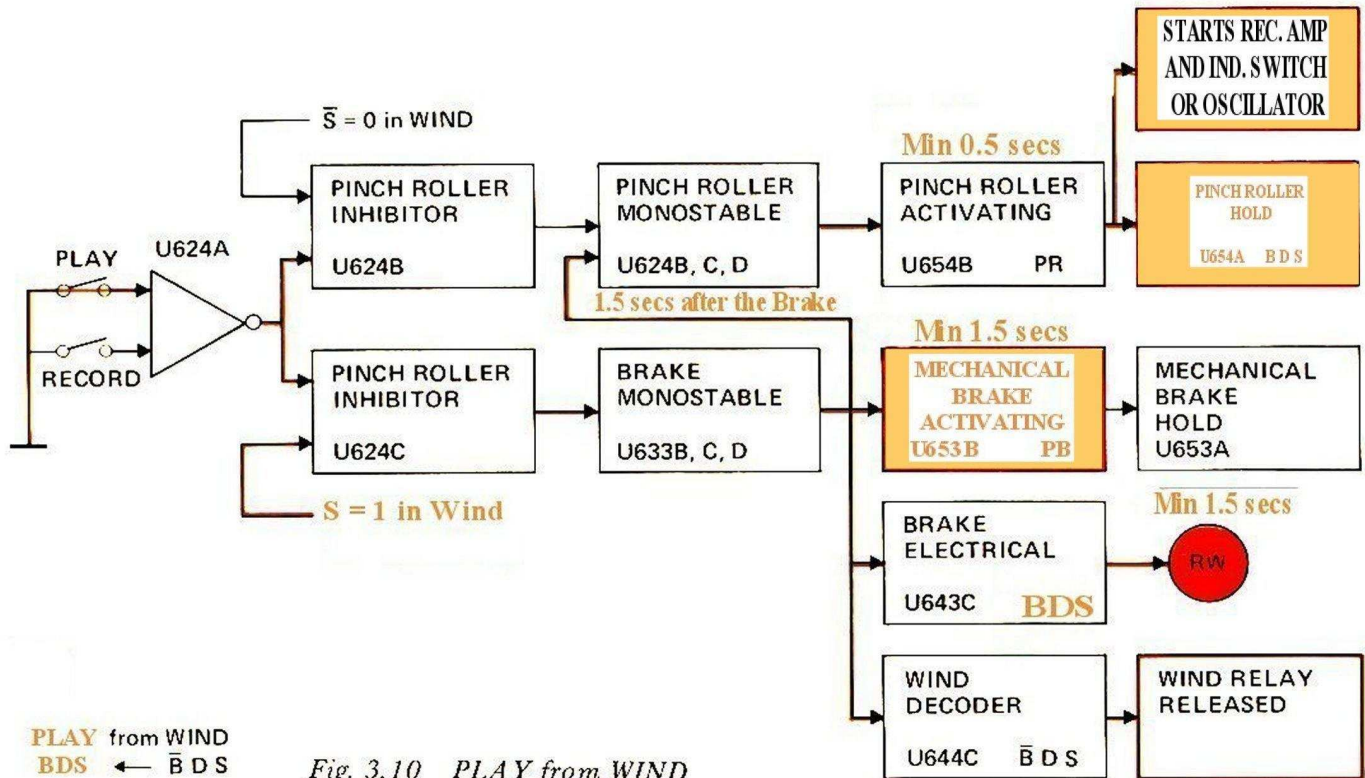 STARTS REC. AMP
AND IND. SWITCH
OR OSCILLATOR
S̅ = 0 in WIND
Min 0.5 secs
PINCH ROLLER
INHIBITOR
U624B
PINCH ROLLER
MONOSTABLE
U624B, C, D
PINCH ROLLER
ACTIVATING
U654B PR
PINCH ROLLER
HOLD
U654A B D S
U624A
PLAY
RECORD
1.5 secs after the Brake
Min 1.5 secs
PINCH ROLLER
INHIBITOR
U624C
BRAKE
MONOSTABLE
U633B, C, D
MECHANICAL
BRAKE
ACTIVATING
U653B PB
MECHANICAL
BRAKE
HOLD
U653A
S = 1 in Wind
Min 1.5 secs
BRAKE
ELECTRICAL
U643C BDS
RW
WIND
DECODER
U644C B̅ D S
WIND RELAY
RELEASED
PLAY from WIND
BDS ← B̅ D S
Fig. 3.10 PLAY from WIND